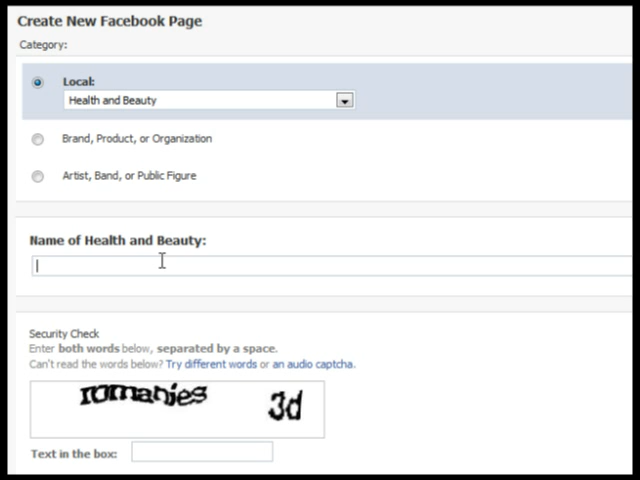 Create New Facebook Page
Category:
Local:
Health and Beauty
Brand, Product, or Organization
Artist, Band, or Public Figure
Name of Health and Beauty:
Security Check
Enter both words below, separated by a space.
Can't read the words below? Try different words or an audio captcha.
romanies 3d
Text in the box: